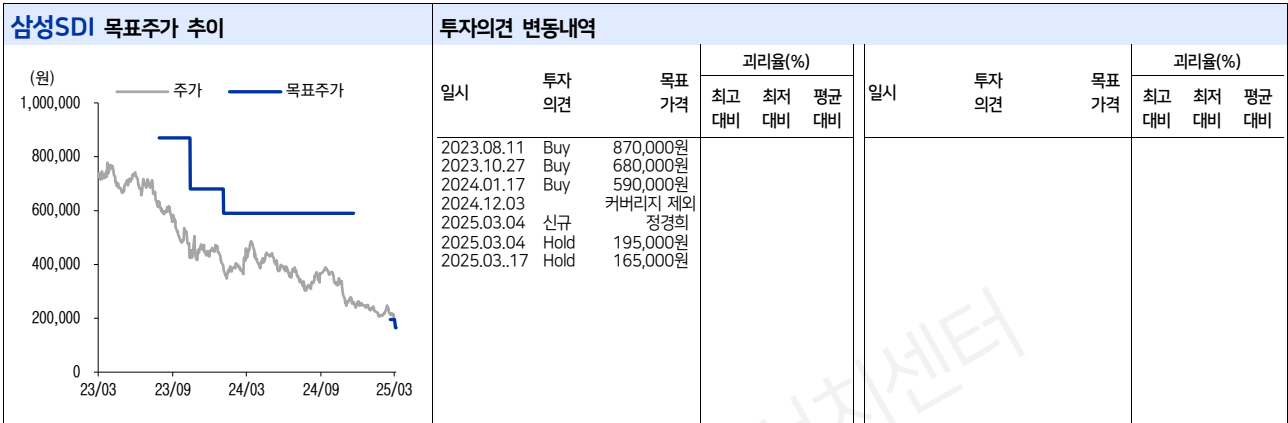 삼성SDI 목표주가 추이
(원)
주가
목표주가
1,000,000
800,000
600,000
400,000
200,000
0
23/03
23/09
24/03
24/09
25/03
투자의견 변동내역
일시
투자
의견
목표
가격
괴리율(%)
최고
대비
최저
대비
평균
대비
일시
투자
의견
목표
가격
괴리율(%)
최고
대비
최저
대비
평균
대비
2023.08.11 Buy 870,000원
2023.10.27 Buy 680,000원
2024.01.17 Buy 590,000원
2024.12.03 커버리지 제외
2025.03.04 신규 정경희
2025.03.04 Hold 195,000원
2025.03..17 Hold 165,000원
치센터